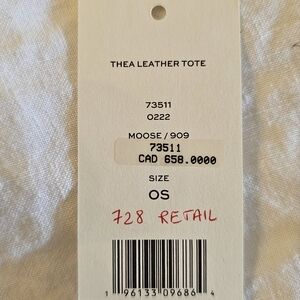 THEA LEATHER TOTE
73511
0222
MOOSE / 909
73511
CAD 658.0000
SIZE
OS
728 RETAIL
1 96133 09686 4